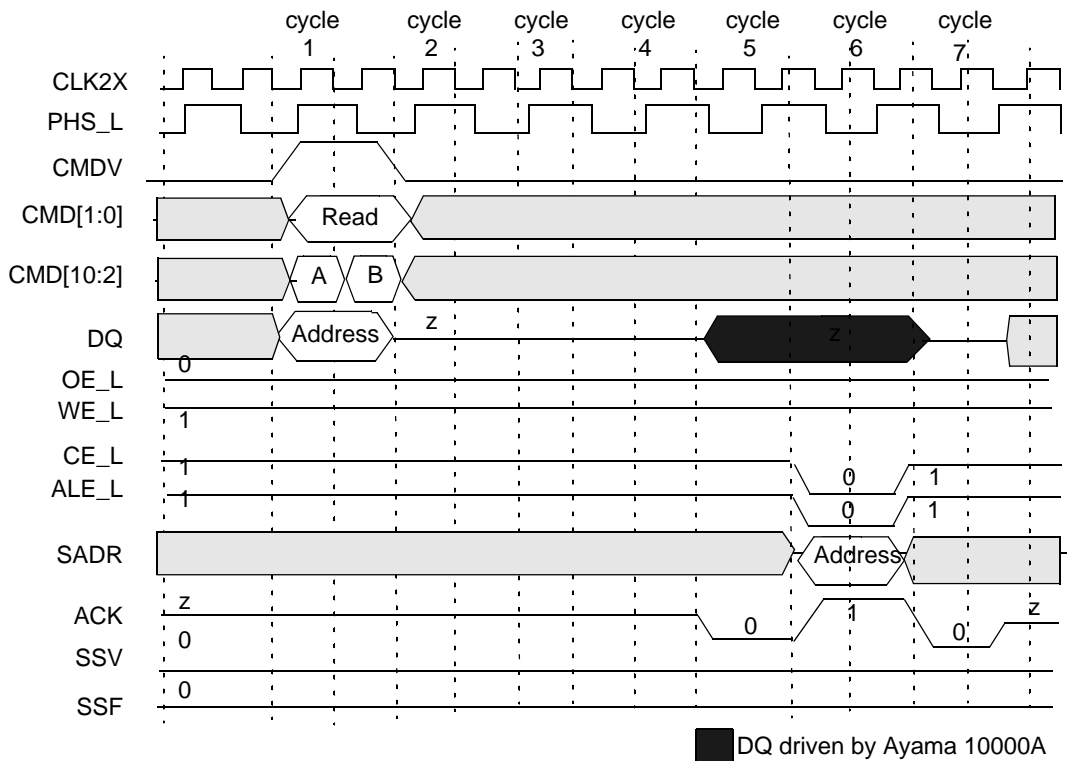 cycle cycle cycle cycle cycle cycle cycle
1 2 3 4 5 6 7
CLK2X
PHS_L
CMDV
CMD[1:0] Read
CMD[10:2] A B
DQ Address z z
OE_L 0
WE_L 1
CE_L 1 0 1
ALE_L 1 0 1
SADR Address
ACK z 0 1 0 z
SSV 0
SSF 0
DQ driven by Ayama 10000A